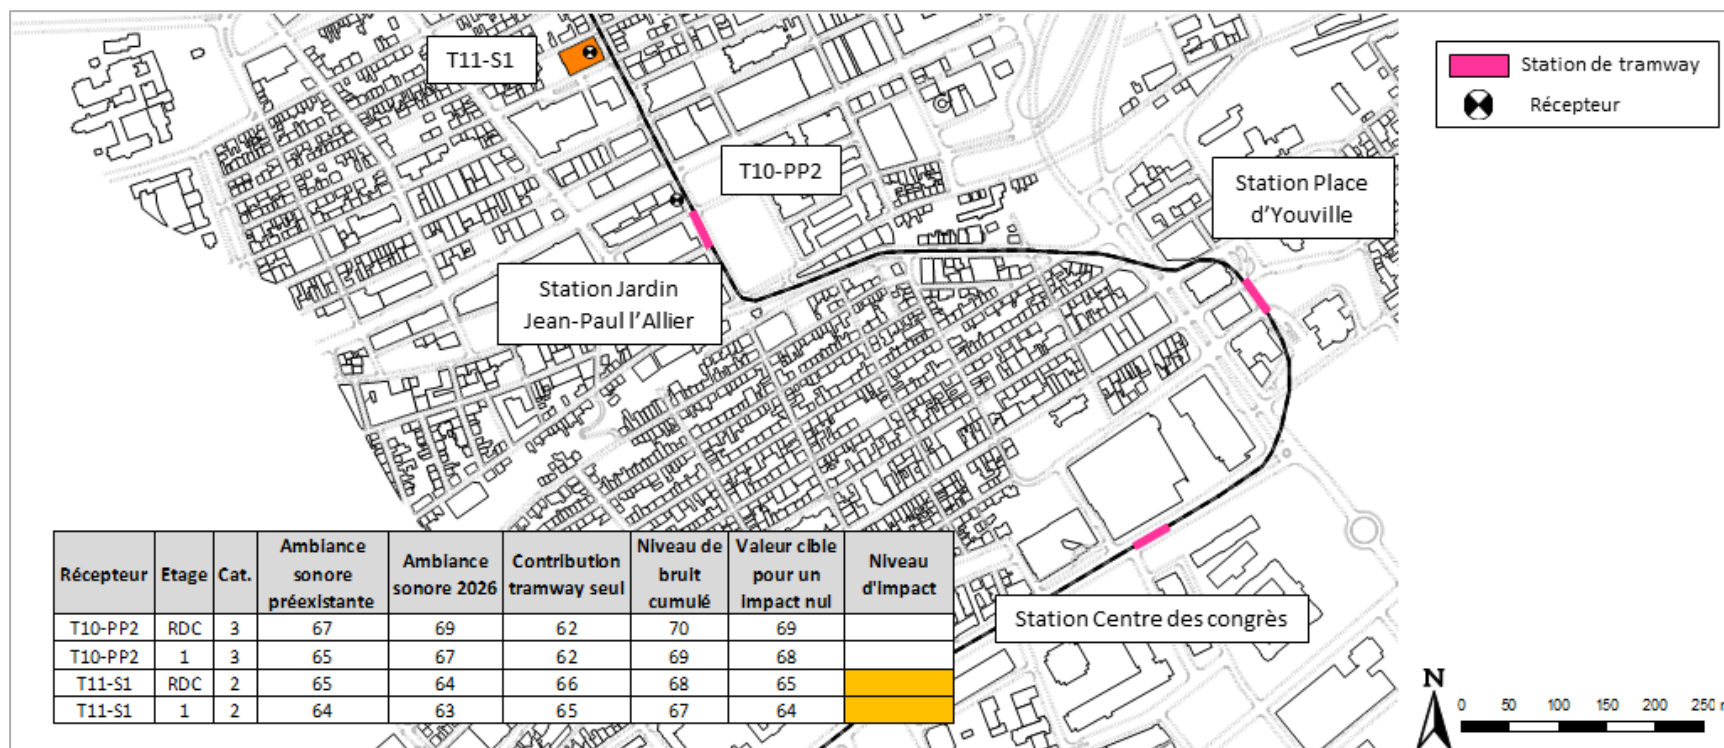 T11-S1
Station de tramway
Récepteur
T10-PP2
Station Place
d'Youville
Station Jardin
Jean-Paul l'Allier
Récepteur Etage Cat. Ambiance sonore préexistante Ambiance sonore 2026 Contribution tramway seul Niveau de bruit cumulé Valeur cible pour un impact nul Niveau d'impact
T10-PP2 RDC 3 67 69 62 70 69
T10-PP2 1 3 65 67 62 69 68
T11-S1 RDC 2 65 64 66 68 65
T11-S1 1 2 64 63 65 67 64
Station Centre des congrès
N
0 50 100 150 200 250